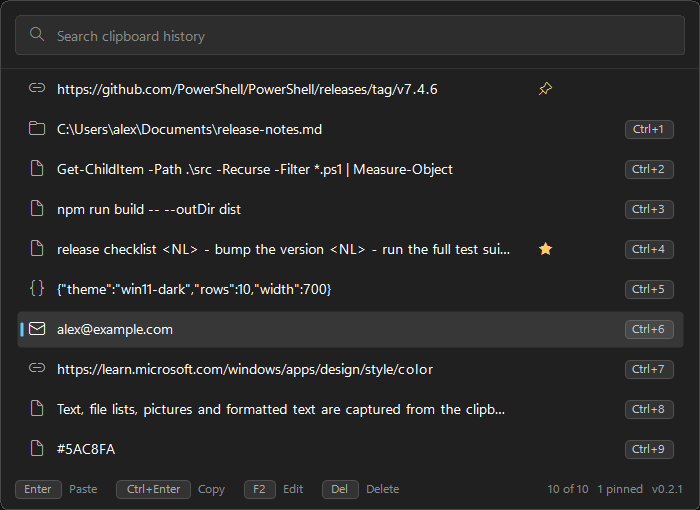 Search clipboard history
https://github.com/PowerShell/PowerShell/releases/tag/v7.4.6
C:\Users\alex\Documents\release-notes.md Ctrl+1
Get-ChildItem -Path .\src -Recurse -Filter *.ps1 | Measure-Object Ctrl+2
npm run build -- --outDir dist Ctrl+3
release checklist <NL> - bump the version <NL> - run the full test sui... Ctrl+4
{"theme":"win11-dark","rows":10,"width":700} Ctrl+5
alex@example.com Ctrl+6
https://learn.microsoft.com/windows/apps/design/style/color Ctrl+7
Text, file lists, pictures and formatted text are captured from the clipb... Ctrl+8
#5AC8FA Ctrl+9
Enter Paste Ctrl+Enter Copy F2 Edit Del Delete 10 of 10 1 pinned v0.2.1